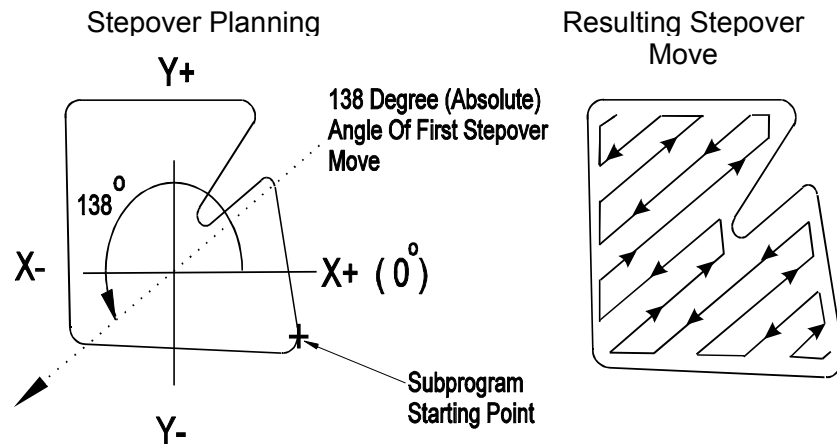 Stepover Planning
Resulting Stepover
Move
Y+
138 Degree (Absolute)
Angle Of First Stepover
Move
138°
X-
X+ (0°)
Subprogram
Starting Point
Y-